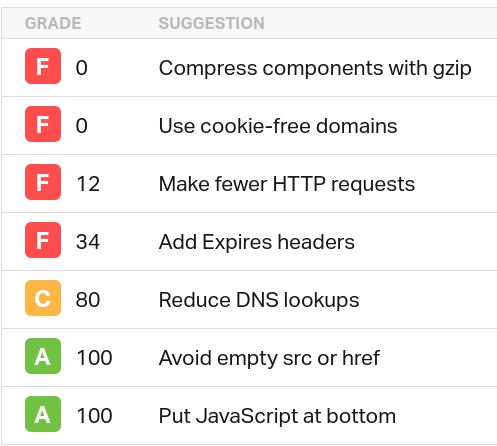 GRADE SUGGESTION
F 0 Compress components with gzip
F 0 Use cookie-free domains
F 12 Make fewer HTTP requests
F 34 Add Expires headers
C 80 Reduce DNS lookups
A 100 Avoid empty src or href
A 100 Put JavaScript at bottom